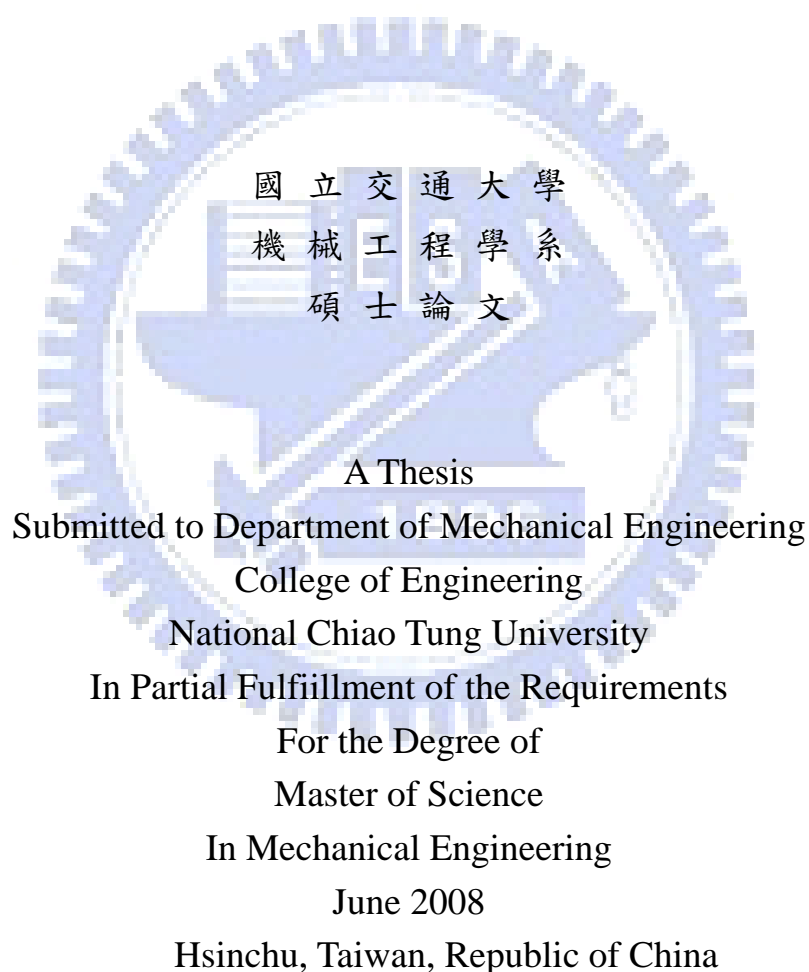 國立交通大學
機械工程學系
碩士論文
A Thesis
Submitted to Department of Mechanical Engineering
College of Engineering
National Chiao Tung University
In Partial Fulfiillment of the Requirements
For the Degree of
Master of Science
In Mechanical Engineering
June 2008
Hsinchu, Taiwan, Republic of China